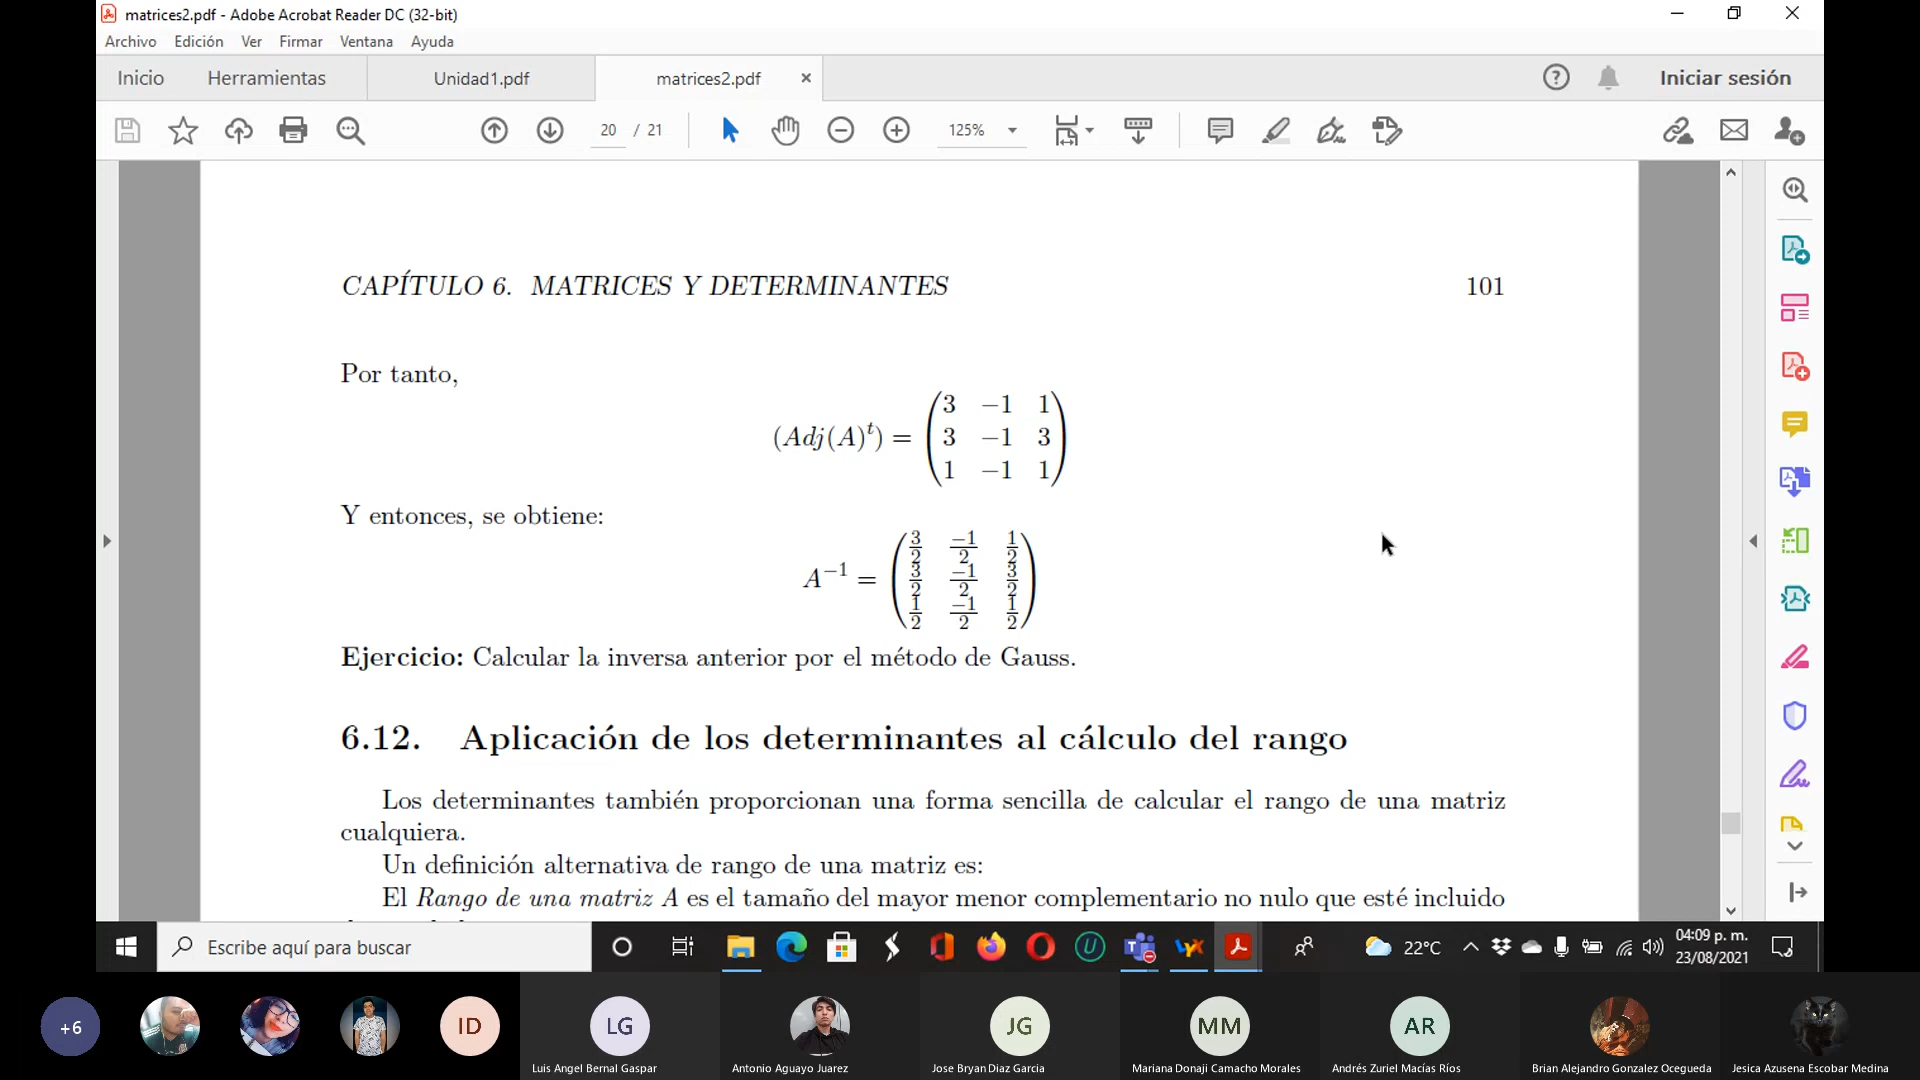 matrices2.pdf - Adobe Acrobat Reader DC (32-bit)
Archivo Edición Ver Firmar Ventana Ayuda
Inicio Herramientas Unidad1.pdf matrices2.pdf × Iniciar sesión
20 / 21 125%
CAPÍTULO 6. MATRICES Y DETERMINANTES 101
Por tanto,
(Adj(A)^t) = (3 −1 1
3 −1 3
1 −1 1)
Y entonces, se obtiene:
A^−1 = (3/2 −1/2 1/2
3/2 −1/2 3/2
1/2 −1/2 1/2)
Ejercicio: Calcular la inversa anterior por el método de Gauss.
6.12. Aplicación de los determinantes al cálculo del rango
Los determinantes también proporcionan una forma sencilla de calcular el rango de una matriz
cualquiera.
Un definición alternativa de rango de una matriz es:
El Rango de una matriz A es el tamaño del mayor menor complementario no nulo que esté incluido
Escribe aquí para buscar 22°C 04:09 p. m.
23/08/2021
+6 ID LG JG MM AR
Luis Angel Bernal Gaspar Antonio Aguayo Juarez Jose Bryan Diaz Garcia Mariana Donaji Camacho Morales Andrés Zuriel Macías Ríos Brian Alejandro Gonzalez Ocegueda Jesica Azusena Escobar Medina